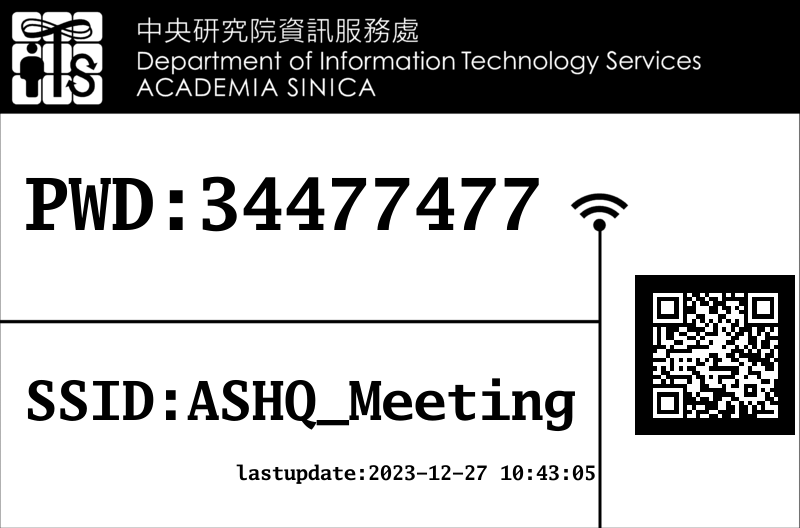 iTS
中央研究院資訊服務處
Department of Information Technology Services
ACADEMIA SINICA
PWD:34477477
SSID:ASHQ_Meeting
lastupdate:2023-12-27 10:43:05